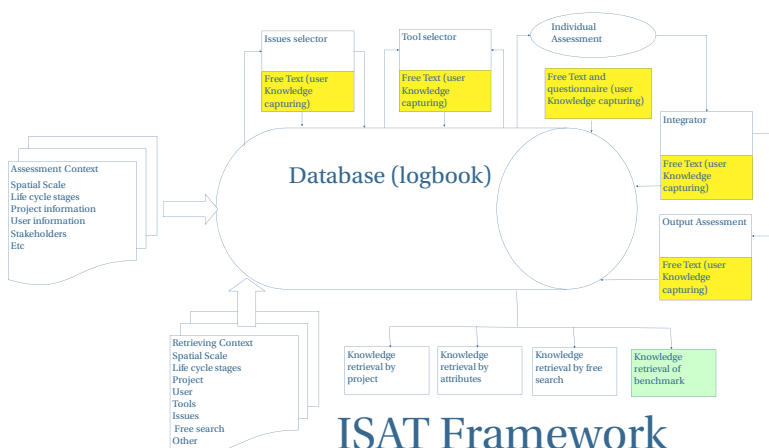 Issues selector
Free Text (user
Knowledge
capturing)
Tool selector
Free Text (user
Knowledge
capturing)
Individual
Assessment
Free Text and
questionnaire (user
Knowledge capturing)
Integrator
Free Text (user
Knowledge
capturing)
Assessment Context
Spatial Scale
Life cycle stages
Project information
User information
Stakeholders
Etc
Database (logbook)
Output Assessment
Free Text (user
Knowledge
capturing)
Retrieving Context
Spatial Scale
Life cycle stages
Project
User
Tools
Issues
Free search
Other
Knowledge
retrieval by
project
Knowledge
retrieval by
attributes
Knowledge
retrieval by free
search
Knowledge
retrieval of
benchmark
ISAT Framework